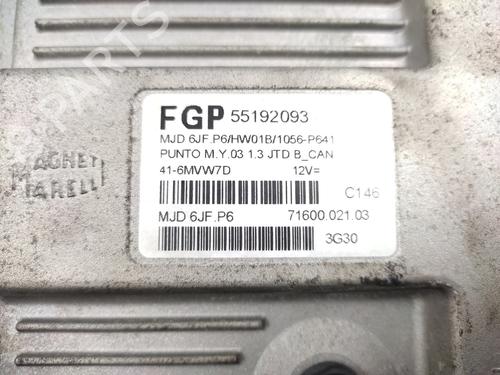 B-PARTS
FGP 55192093
MJD 6JF.P6/HW01B/1056-P641
PUNTO M.Y.03 1.3 JTD B_CAN
41-6MVW7D 12V=
C146
MJD 6JF.P6 71600.021.03
3G30
MAGNETI
MARELLI